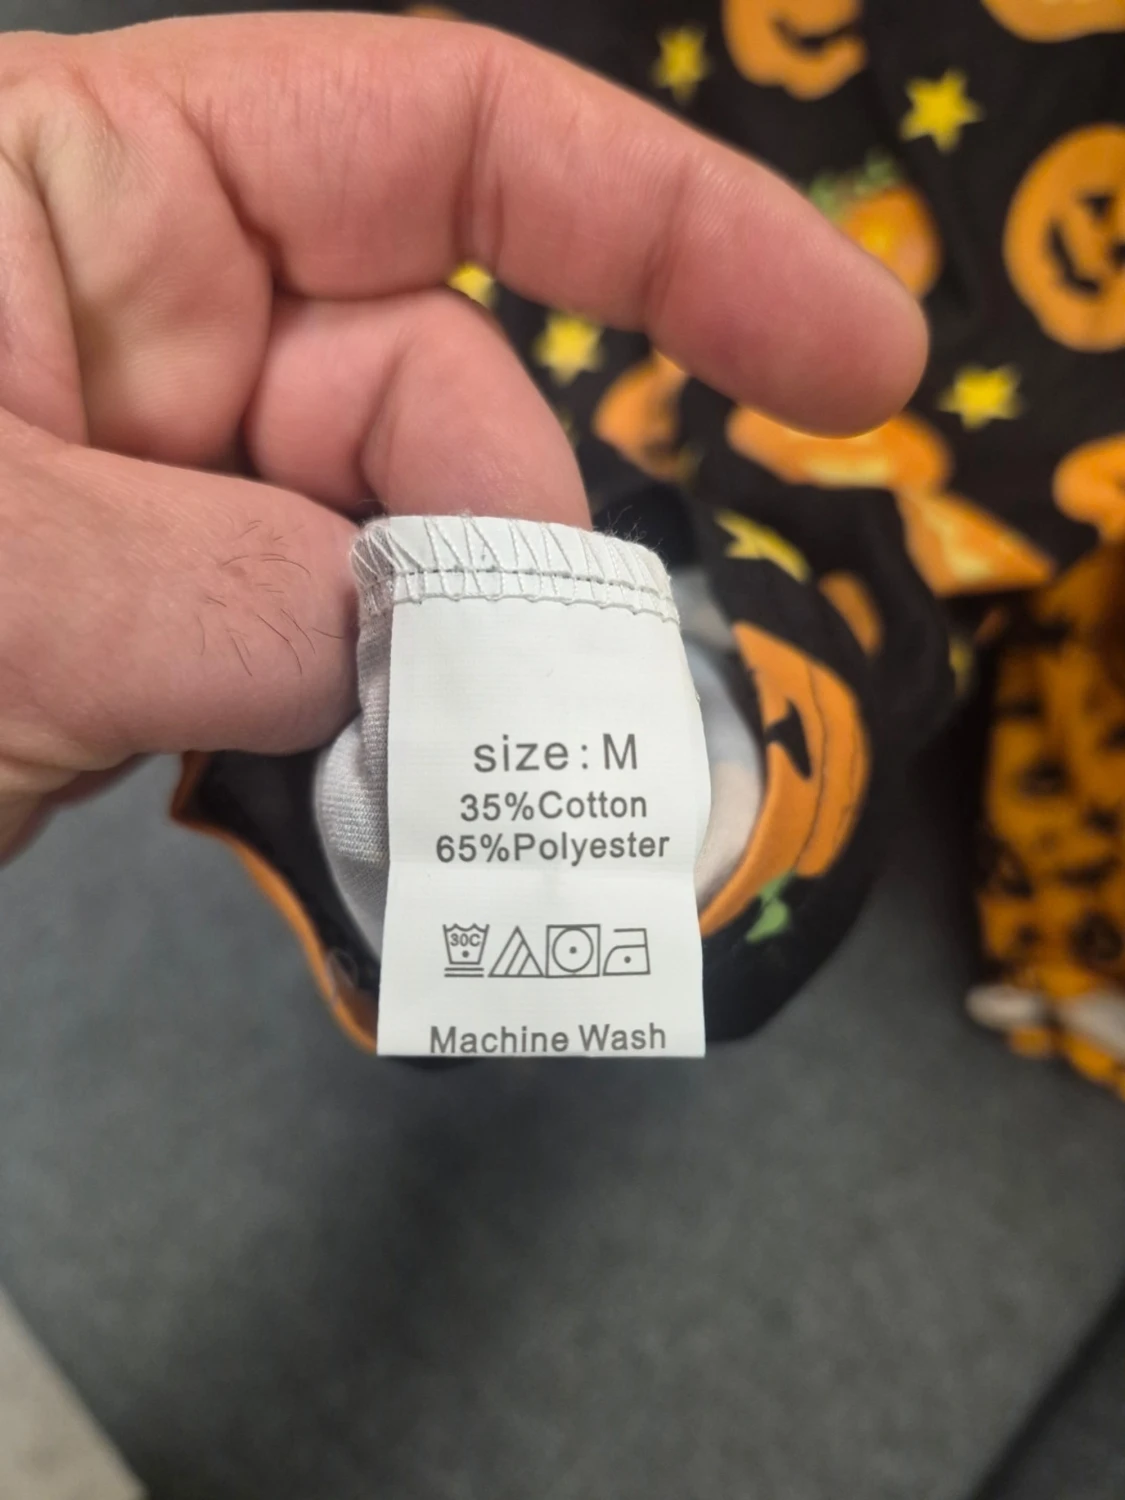 size: M
35%Cotton
65%Polyester
30C
Machine Wash